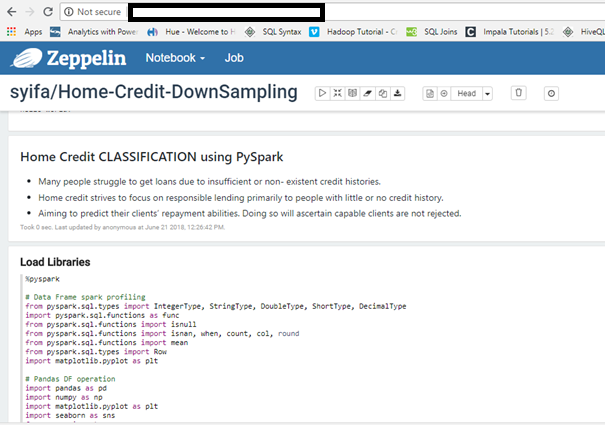 Not secure
Apps
Analytics with Power
Hue - Welcome to H
SQL Syntax
Hadoop Tutorial - G
SQL Joins
Impala Tutorials | 5.2
HiveQL
Zeppelin
Notebook
Job
syifa/Home-Credit-DownSampling
Head
Home Credit CLASSIFICATION using PySpark
Many people struggle to get loans due to insufficient or non- existent credit histories.
Home credit strives to focus on responsible lending primarily to people with little or no credit history.
Aiming to predict their clients' repayment abilities. Doing so will ascertain capable clients are not rejected.
Took 0 sec. Last updated by anonymous at June 21 2018, 12:26:42 PM.
Load Libraries
%pyspark
# Data Frame spark profiling
from pyspark.sql.types import IntegerType, StringType, DoubleType, ShortType, DecimalType
import pyspark.sql.functions as func
from pyspark.sql.functions import isnull
from pyspark.sql.functions import isnan, when, count, col, round
from pyspark.sql.functions import mean
from pyspark.sql.types import Row
import matplotlib.pyplot as plt
# Pandas DF operation
import pandas as pd
import numpy as np
import matplotlib.pyplot as plt
import seaborn as sns